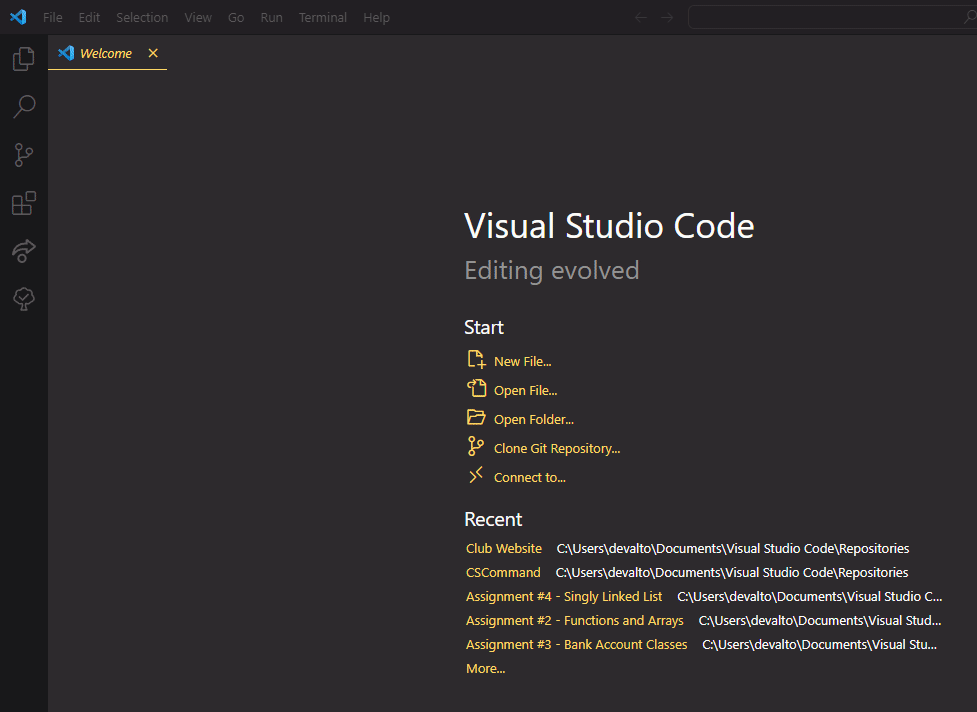 File Edit Selection View Go Run Terminal Help
Welcome
Visual Studio Code
Editing evolved
Start
New File...
Open File...
Open Folder...
Clone Git Repository...
Connect to...
Recent
Club Website C:\Users\devalto\Documents\Visual Studio Code\Repositories
CSCommand C:\Users\devalto\Documents\Visual Studio Code\Repositories
Assignment #4 - Singly Linked List C:\Users\devalto\Documents\Visual Studio C...
Assignment #2 - Functions and Arrays C:\Users\devalto\Documents\Visual Stud...
Assignment #3 - Bank Account Classes C:\Users\devalto\Documents\Visual Stu...
More...